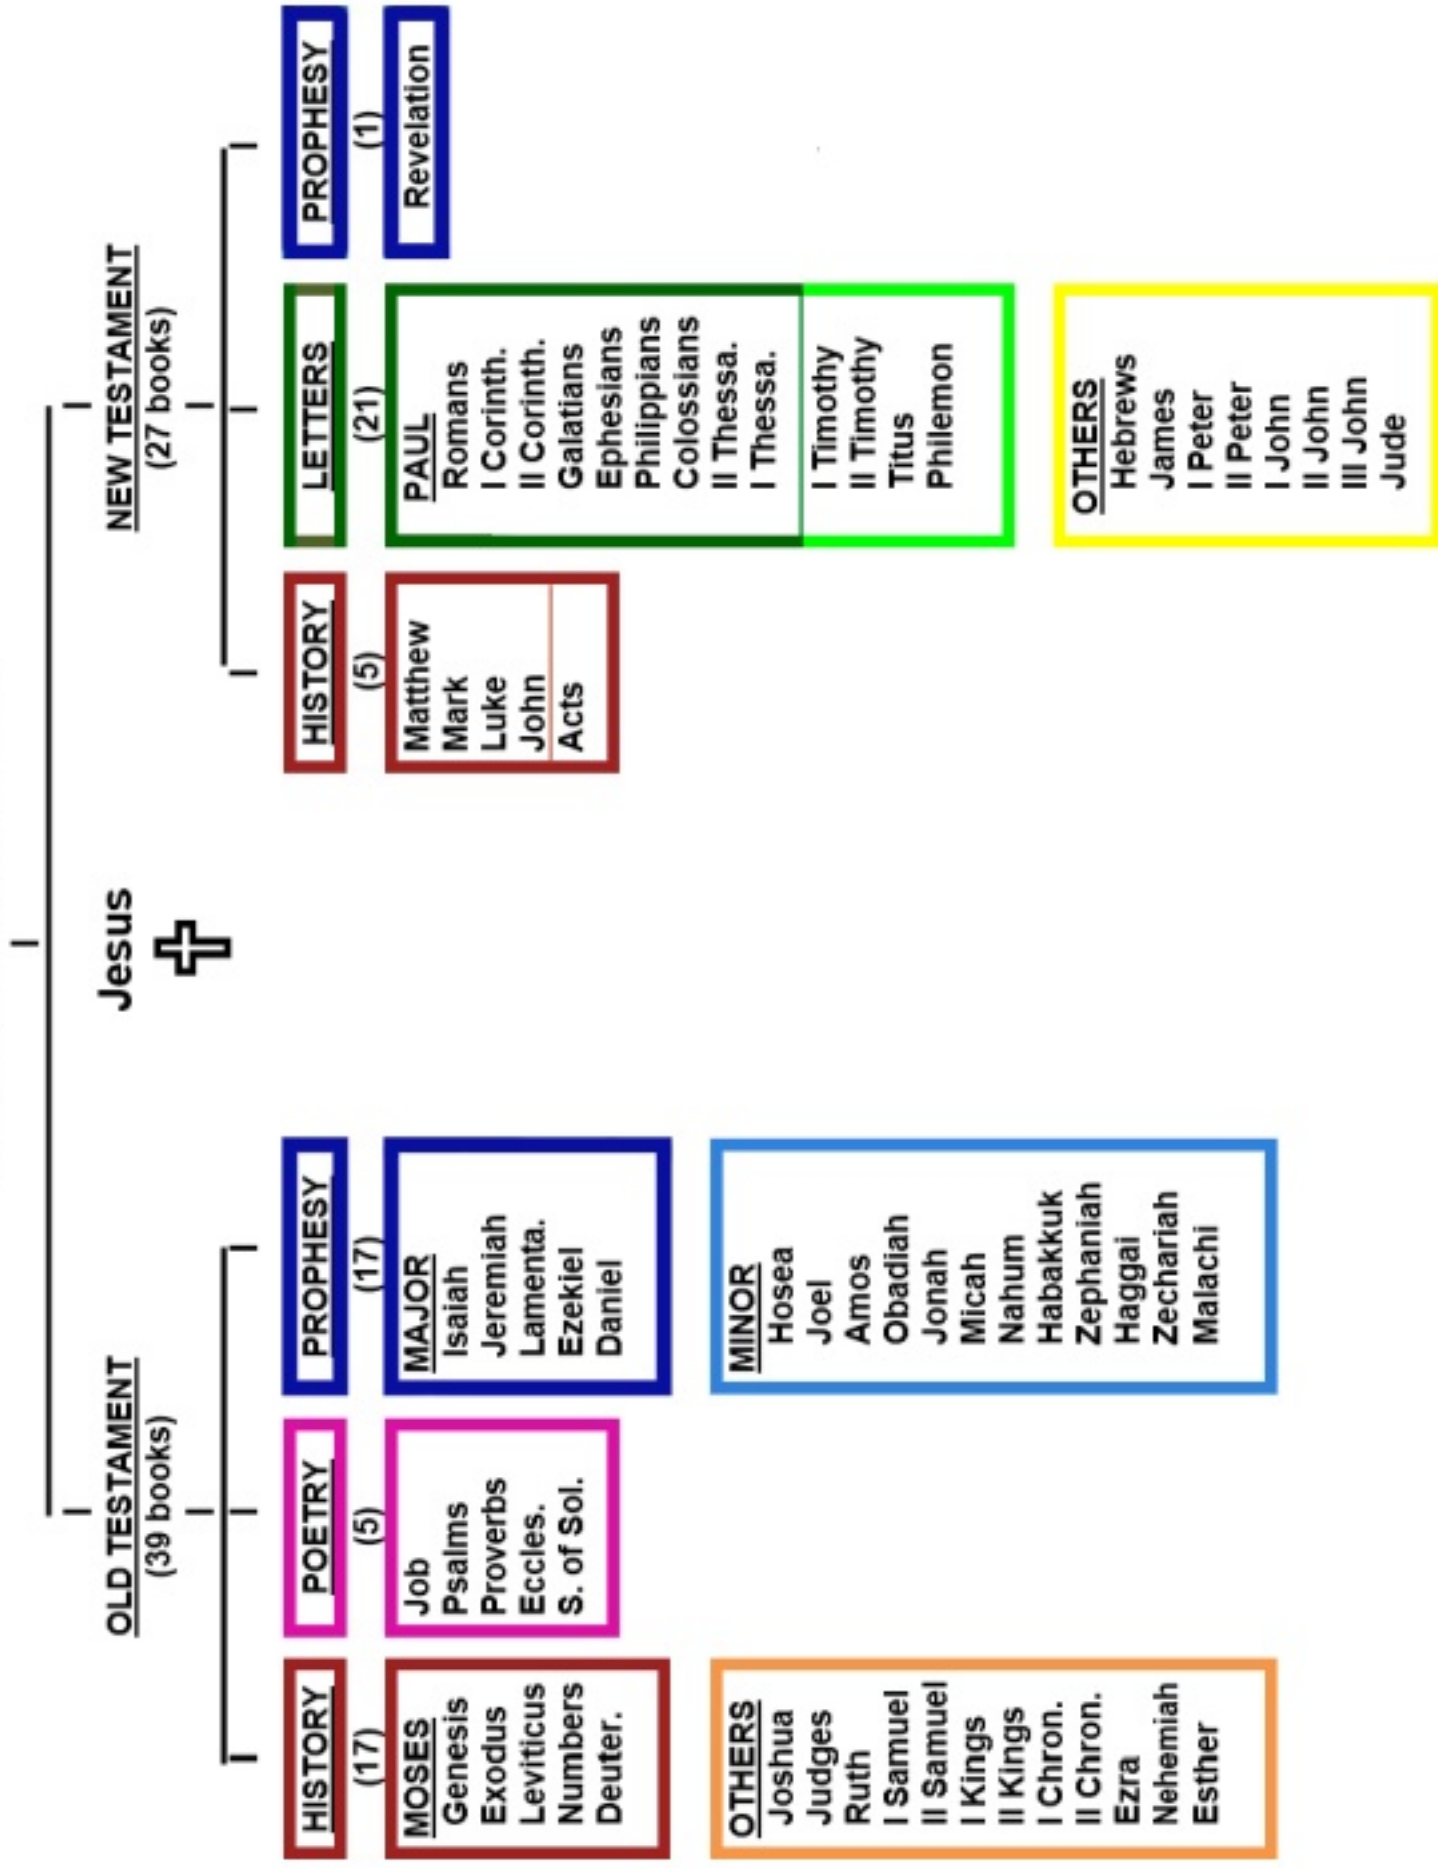 OLD TESTAMENT
(39 books)
Jesus
NEW TESTAMENT
(27 books)
HISTORY
(17)
MOSES
Genesis
Exodus
Leviticus
Numbers
Deuter.
OTHERS
Joshua
Judges
Ruth
I Samuel
II Samuel
I Kings
II Kings
I Chron.
II Chron.
Ezra
Nehemiah
Esther
POETRY
(5)
Job
Psalms
Proverbs
Eccles.
S. of Sol.
PROPHESY
(17)
MAJOR
Isaiah
Jeremiah
Lamenta.
Ezekiel
Daniel
MINOR
Hosea
Joel
Amos
Obadiah
Jonah
Micah
Nahum
Habakkuk
Zephaniah
Haggai
Zechariah
Malachi
HISTORY
(5)
Matthew
Mark
Luke
John
Acts
LETTERS
(21)
PAUL
Romans
I Corinth.
II Corinth.
Galatians
Ephesians
Philippians
Colossians
II Thessa.
I Thessa.
I Timothy
II Timothy
Titus
Philemon
OTHERS
Hebrews
James
I Peter
II Peter
I John
II John
III John
Jude
PROPHESY
(1)
Revelation